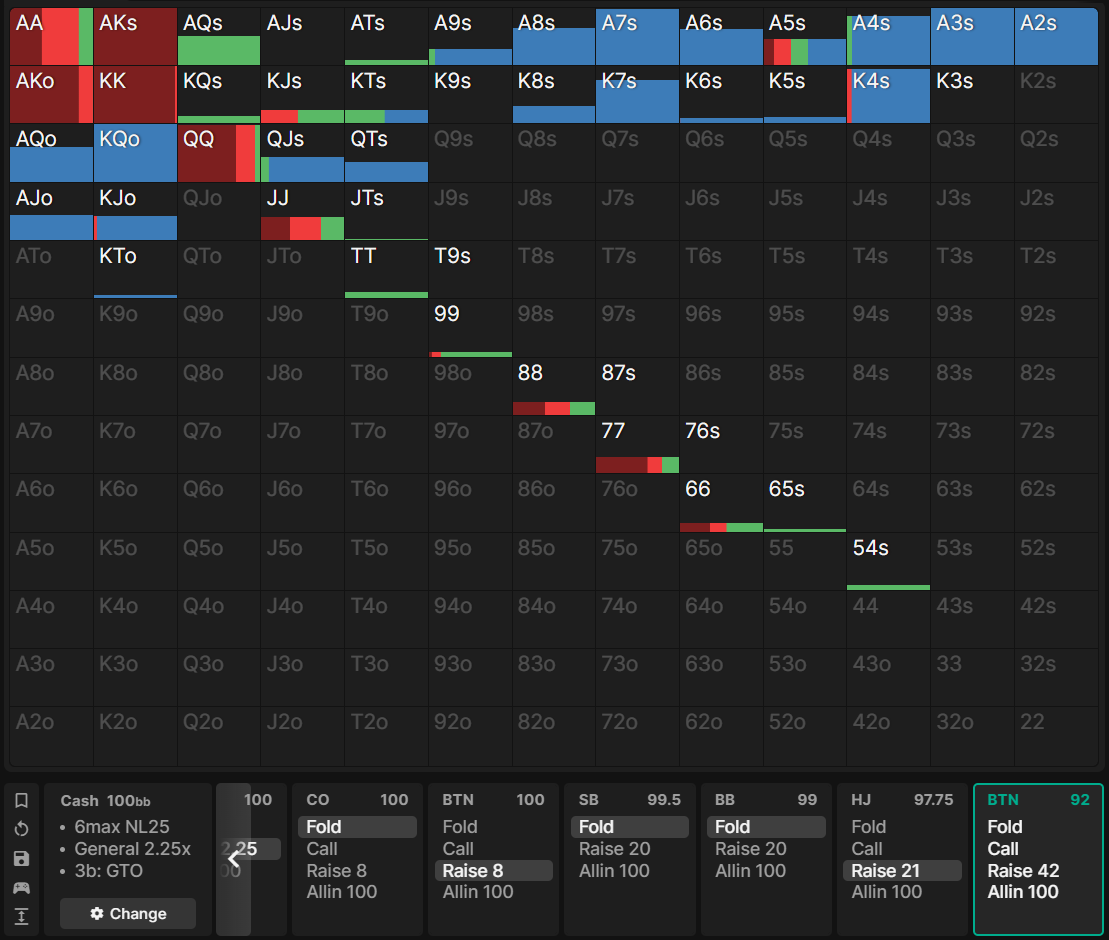 AA AKs AQs AJs ATs A9s A8s A7s A6s A5s A4s A3s A2s
AKo KK KQs KJs KTs K9s K8s K7s K6s K5s K4s K3s K2s
AQo KQo QQ QJs QTs Q9s Q8s Q7s Q6s Q5s Q4s Q3s Q2s
AJo KJo QJo JJ JTs J9s J8s J7s J6s J5s J4s J3s J2s
ATo KTo QTo JTo TT T9s T8s T7s T6s T5s T4s T3s T2s
A9o K9o Q9o J9o T9o 99 98s 97s 96s 95s 94s 93s 92s
A8o K8o Q8o J8o T8o 98o 88 87s 86s 85s 84s 83s 82s
A7o K7o Q7o J7o T7o 97o 87o 77 76s 75s 74s 73s 72s
A6o K6o Q6o J6o T6o 96o 86o 76o 66 65s 64s 63s 62s
A5o K5o Q5o J5o T5o 95o 85o 75o 65o 55 54s 53s 52s
A4o K4o Q4o J4o T4o 94o 84o 74o 64o 54o 44 43s 42s
A3o K3o Q3o J3o T3o 93o 83o 73o 63o 53o 43o 33 32s
A2o K2o Q2o J2o T2o 92o 82o 72o 62o 52o 42o 32o 22
Cash 100bb
• 6max NL25
• General 2.25x
• 3b: GTO
Change
100
2.25
00
CO 100
Fold
Call
Raise 8
Allin 100
BTN 100
Fold
Call
Raise 8
Allin 100
SB 99.5
Fold
Raise 20
Allin 100
BB 99
Fold
Raise 20
Allin 100
HJ 97.75
Fold
Call
Raise 21
Allin 100
BTN 92
Fold
Call
Raise 42
Allin 100